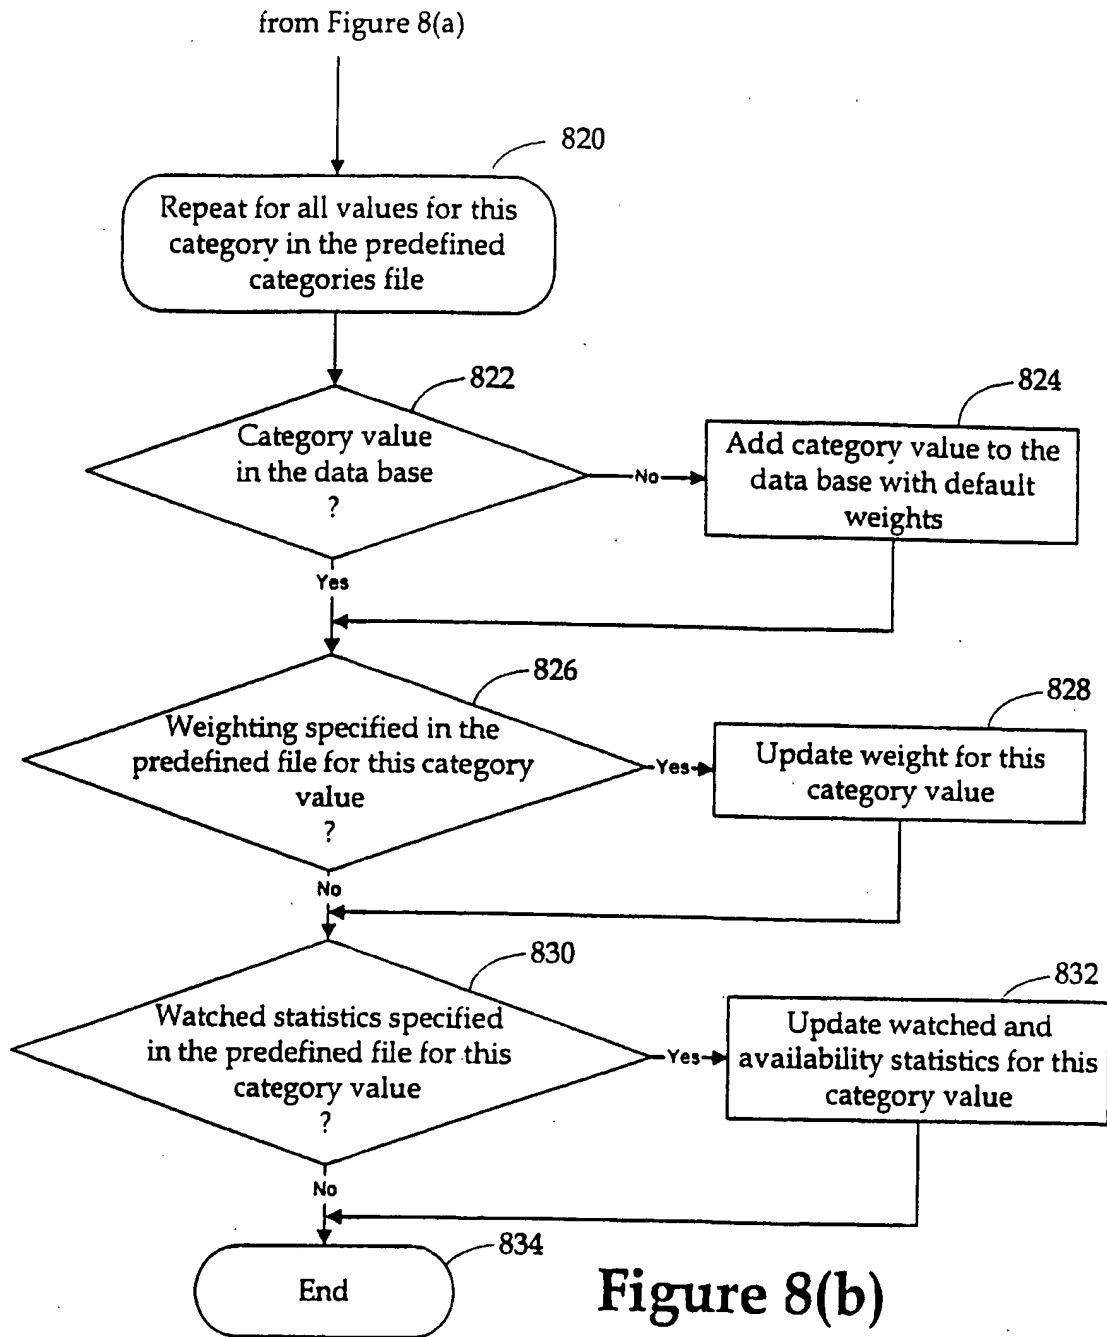 from Figure 8(a)
820
Repeat for all values for this
category in the predefined
categories file
822
Category value
in the data base
?
No
824
Add category value to the
data base with default
weights
Yes
826
Weighting specified in the
predefined file for this category
value
?
Yes
828
Update weight for this
category value
No
830
Watched statistics specified
in the predefined file for this
category value
?
Yes
832
Update watched and
availability statistics for this
category value
No
834
End
Figure 8(b)